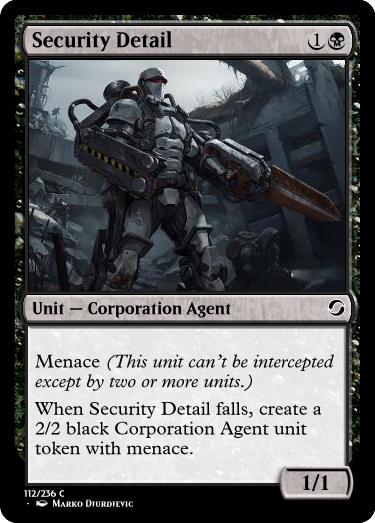 Security Detail 1
Unit — Corporation Agent
Menace (This unit can't be intercepted
except by two or more units.)
When Security Detail falls, create a
2/2 black Corporation Agent unit
token with menace.
1/1
112/236 C
· Marko Djurdjevic